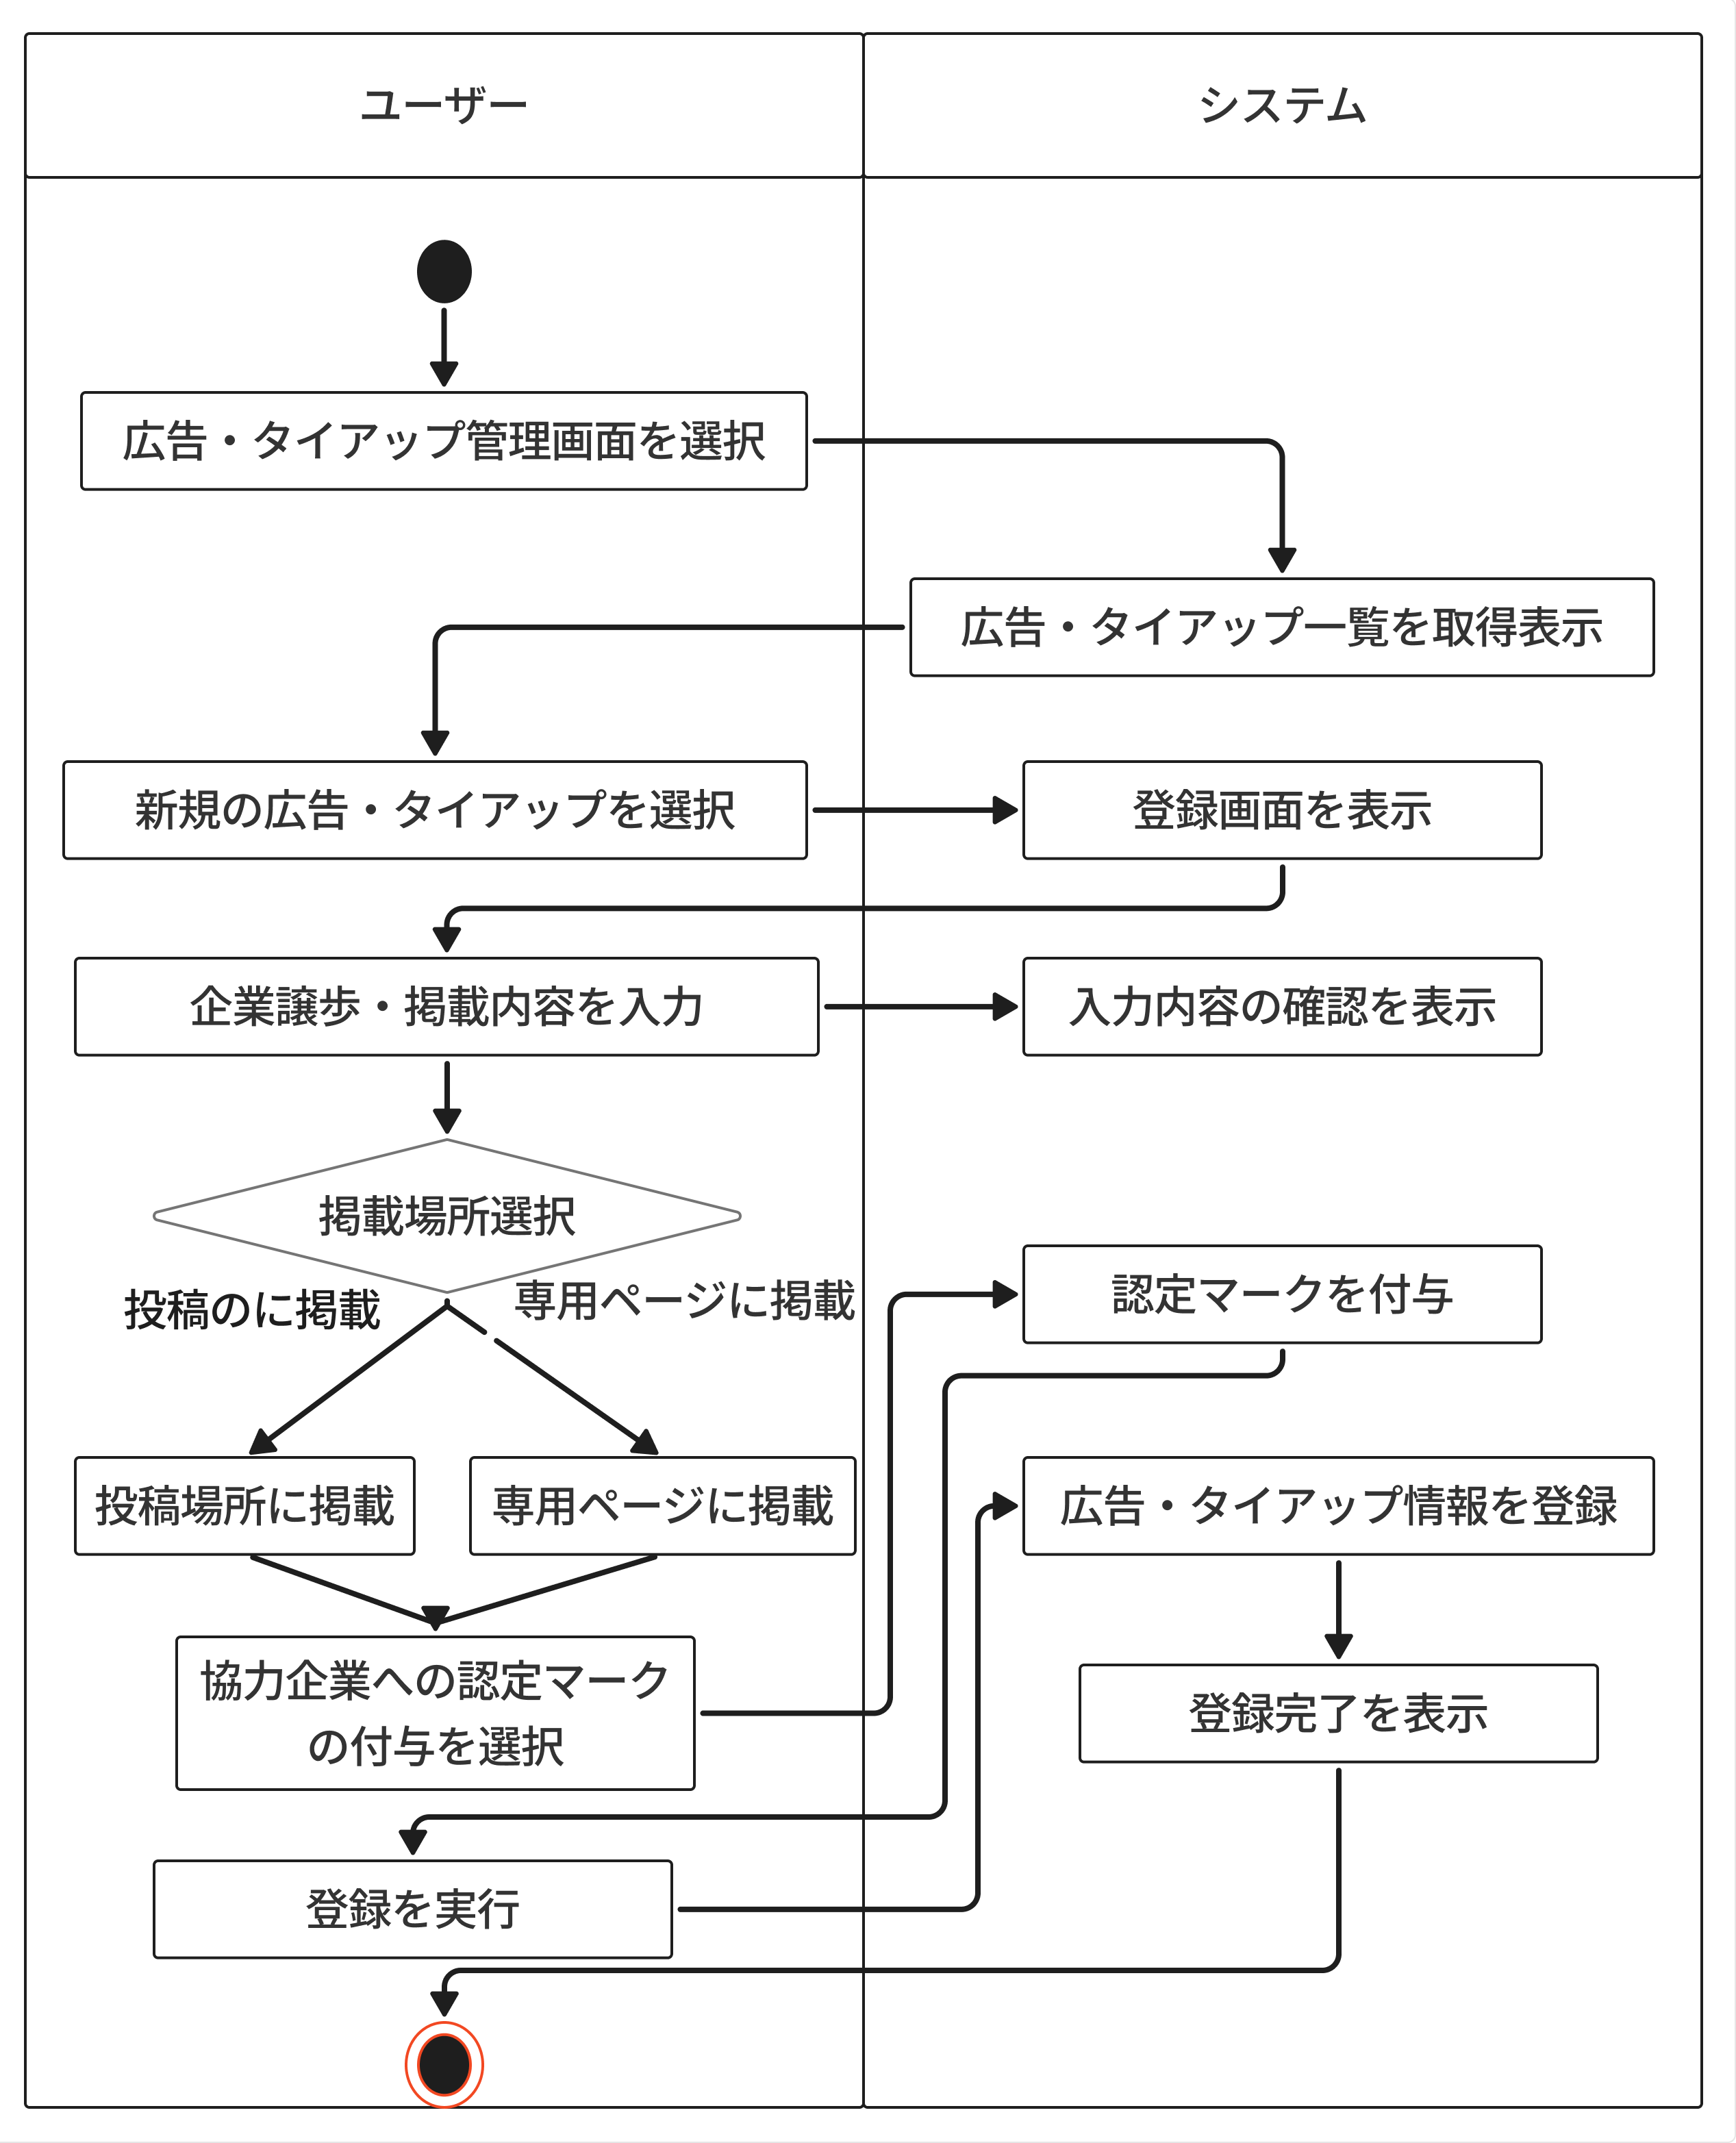 ユーザー
システム
広告・タイアップ管理画面を選択
広告・タイアップ一覧を取得表示
新規の広告・タイアップを選択
登録画面を表示
企業譲歩・掲載内容を入力
入力内容の確認を表示
掲載場所選択
投稿のに掲載
専用ページに掲載
認定マークを付与
投稿場所に掲載
専用ページに掲載
広告・タイアップ情報を登録
協力企業への認定マーク
の付与を選択
登録完了を表示
登録を実行